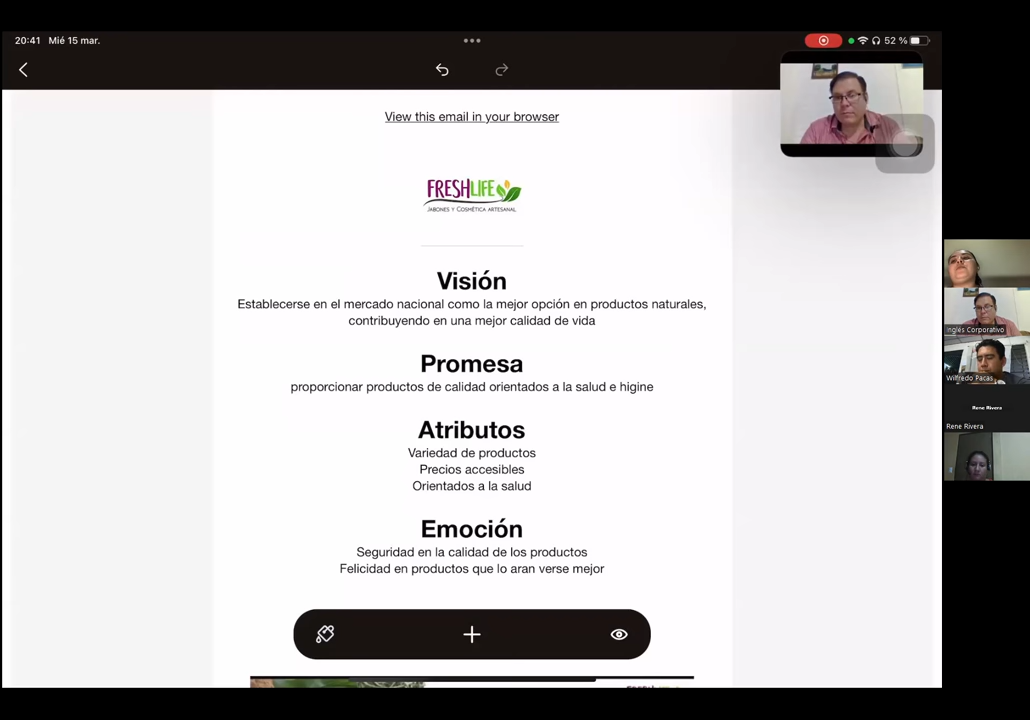 20:41 Mié 15 mar.
52 %
View this email in your browser
FRESHLIFE
JABONES Y COSMÉTICA ARTESANAL
Visión
Establecerse en el mercado nacional como la mejor opción en productos naturales,
contribuyendo en una mejor calidad de vida
Promesa
proporcionar productos de calidad orientados a la salud e higine
Atributos
Variedad de productos
Precios accesibles
Orientados a la salud
Emoción
Seguridad en la calidad de los productos
Felicidad en productos que lo aran verse mejor
Inglés Corporativo
Wilfredo Pacas
Rene Rivera
Rene Rivera